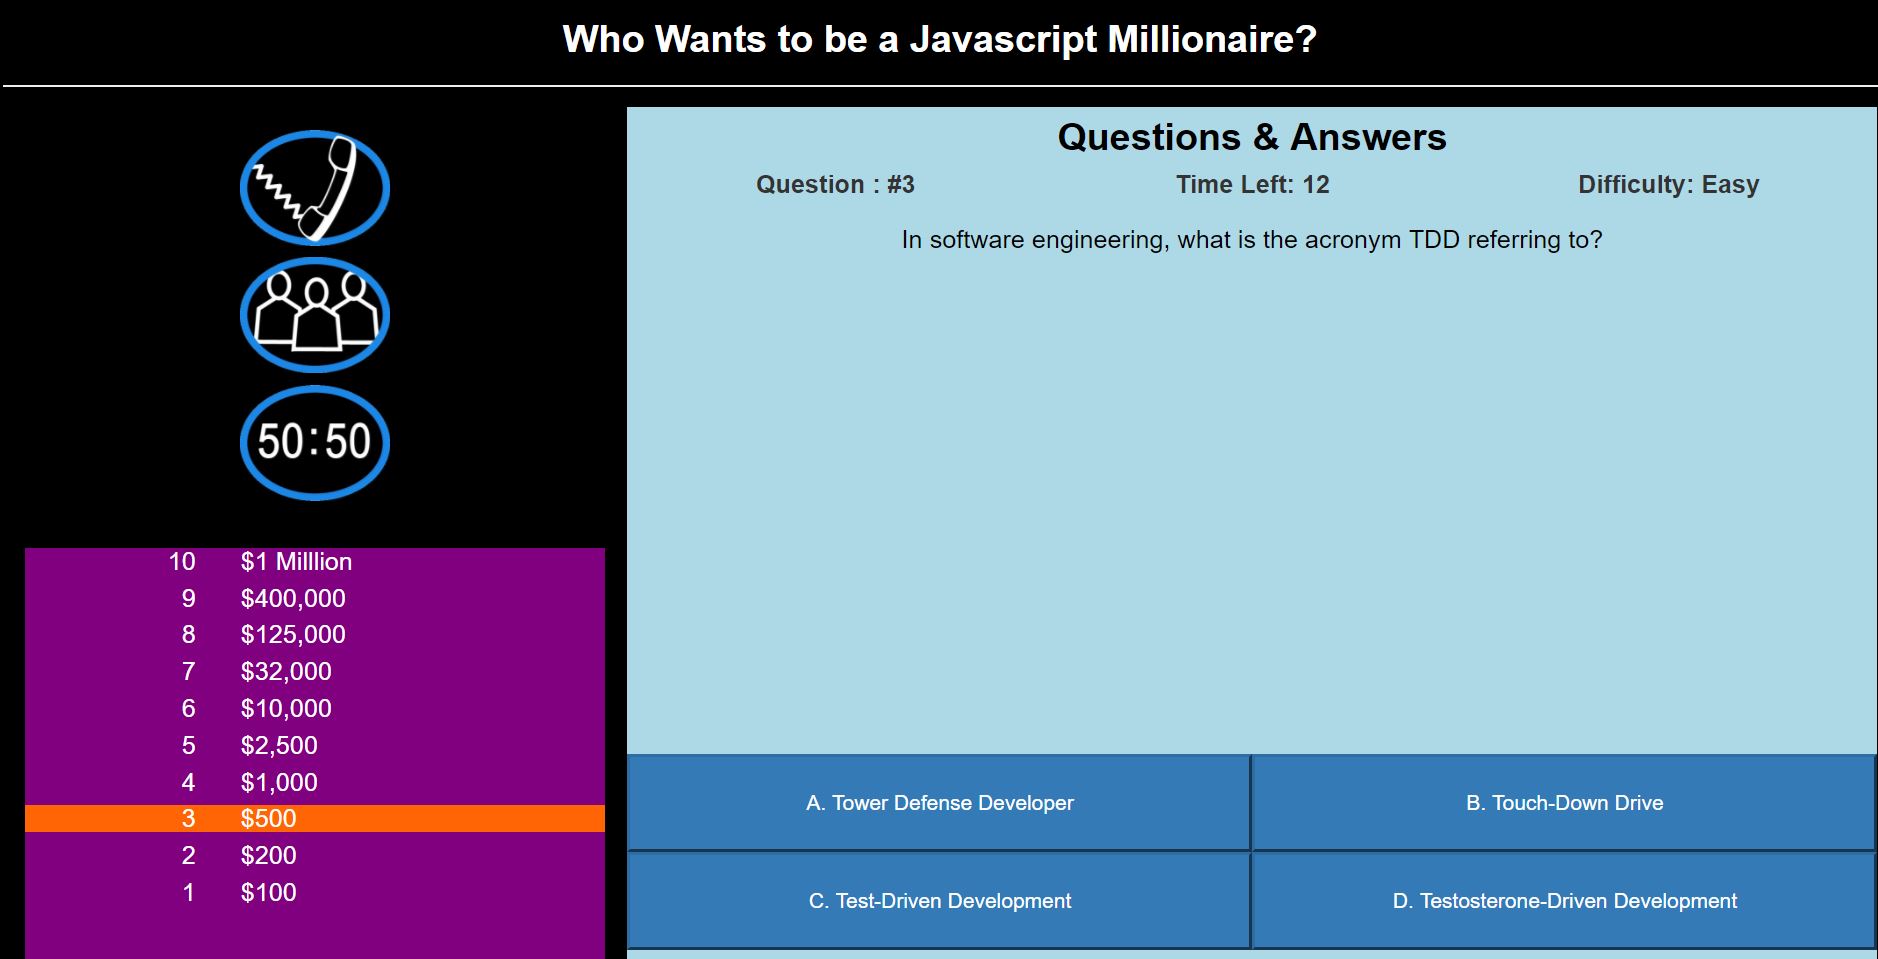 Who Wants to be a Javascript Millionaire?
50:50
10 $1 Milllion
9 $400,000
8 $125,000
7 $32,000
6 $10,000
5 $2,500
4 $1,000
3 $500
2 $200
1 $100
Questions & Answers
Question : #3 Time Left: 12 Difficulty: Easy
In software engineering, what is the acronym TDD referring to?
A. Tower Defense Developer
B. Touch-Down Drive
C. Test-Driven Development
D. Testosterone-Driven Development